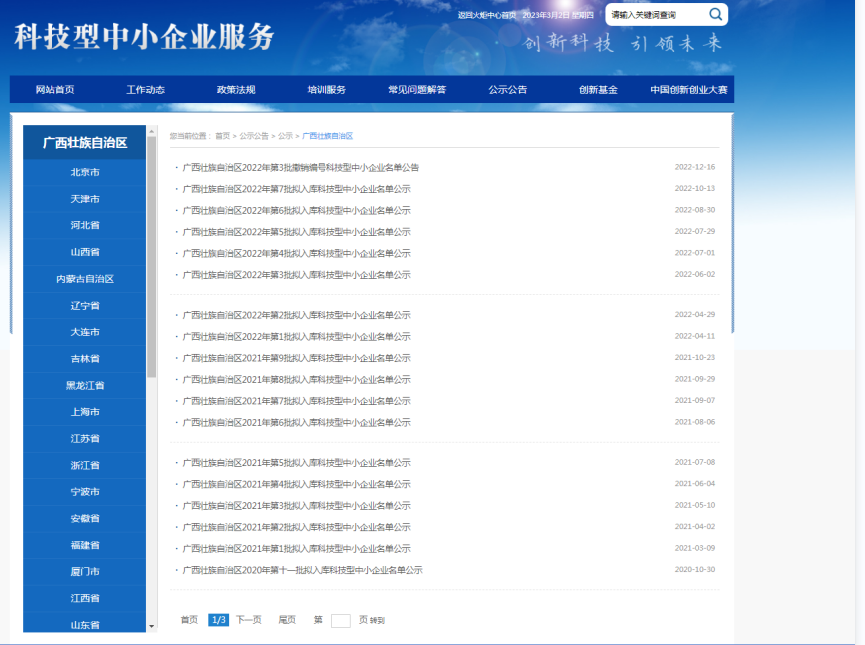 返回火炬中心首页 2023年3月2日 星期四 请输入关键词查询
科技型中小企业服务
创新科技 引领未来
网站首页 工作动态 政策法规 培训服务 常见问题解答 公示公告 创新基金 中国创新创业大赛
广西壮族自治区
北京市
天津市
河北省
山西省
内蒙古自治区
辽宁省
大连市
吉林省
黑龙江省
上海市
江苏省
浙江省
宁波市
安徽省
福建省
厦门市
江西省
山东省
您当前位置: 首页 > 公示公告 > 公示 > 广西壮族自治区
· 广西壮族自治区2022年第3批撤销编号科技型中小企业名单公告 2022-12-16
· 广西壮族自治区2022年第7批拟入库科技型中小企业名单公示 2022-10-13
· 广西壮族自治区2022年第6批拟入库科技型中小企业名单公示 2022-08-30
· 广西壮族自治区2022年第5批拟入库科技型中小企业名单公示 2022-07-29
· 广西壮族自治区2022年第4批拟入库科技型中小企业名单公示 2022-07-01
· 广西壮族自治区2022年第3批拟入库科技型中小企业名单公示 2022-06-02
· 广西壮族自治区2022年第2批拟入库科技型中小企业名单公示 2022-04-29
· 广西壮族自治区2022年第1批拟入库科技型中小企业名单公示 2022-04-11
· 广西壮族自治区2021年第9批拟入库科技型中小企业名单公示 2021-10-23
· 广西壮族自治区2021年第8批拟入库科技型中小企业名单公示 2021-09-29
· 广西壮族自治区2021年第7批拟入库科技型中小企业名单公示 2021-09-07
· 广西壮族自治区2021年第6批拟入库科技型中小企业名单公示 2021-08-06
· 广西壮族自治区2021年第5批拟入库科技型中小企业名单公示 2021-07-08
· 广西壮族自治区2021年第4批拟入库科技型中小企业名单公示 2021-06-04
· 广西壮族自治区2021年第3批拟入库科技型中小企业名单公示 2021-05-10
· 广西壮族自治区2021年第2批拟入库科技型中小企业名单公示 2021-04-02
· 广西壮族自治区2021年第1批拟入库科技型中小企业名单公示 2021-03-09
· 广西壮族自治区2020年第十一批拟入库科技型中小企业名单公示 2020-10-30
首页 1/3 下一页 尾页 第 页 转到